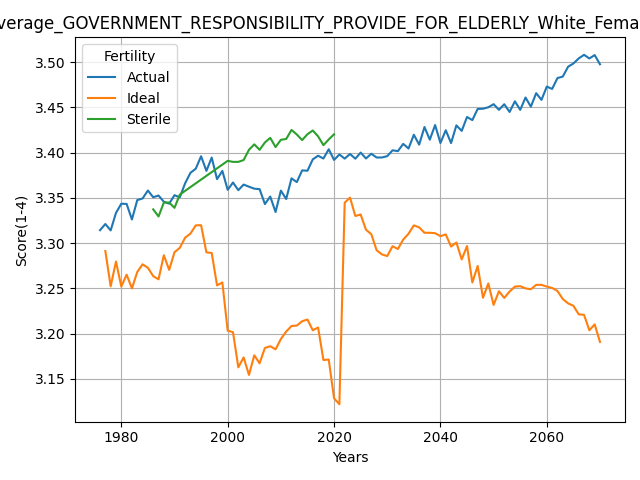 verage_GOVERNMENT_RESPONSIBILITY_PROVIDE_FOR_ELDERLY_White_Fema
Fertility
Actual
Ideal
Sterile
Score(1-4)
3.50
3.45
3.40
3.35
3.30
3.25
3.20
3.15
1980 2000 2020 2040 2060
Years